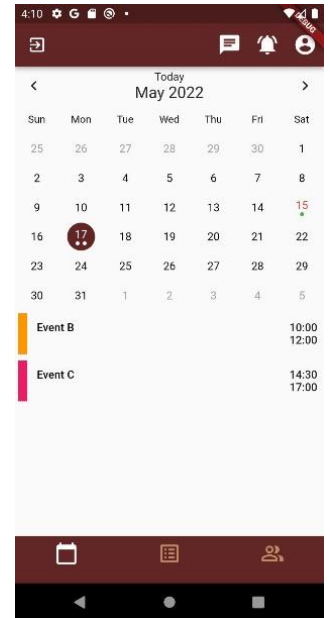 4:10 G
DEBUG
Today
May 2022
Sun Mon Tue Wed Thu Fri Sat
25 26 27 28 29 30 1
2 3 4 5 6 7 8
9 10 11 12 13 14 15
16 17 18 19 20 21 22
23 24 25 26 27 28 29
30 31 1 2 3 4 5
Event B 10:00
12:00
Event C 14:30
17:00